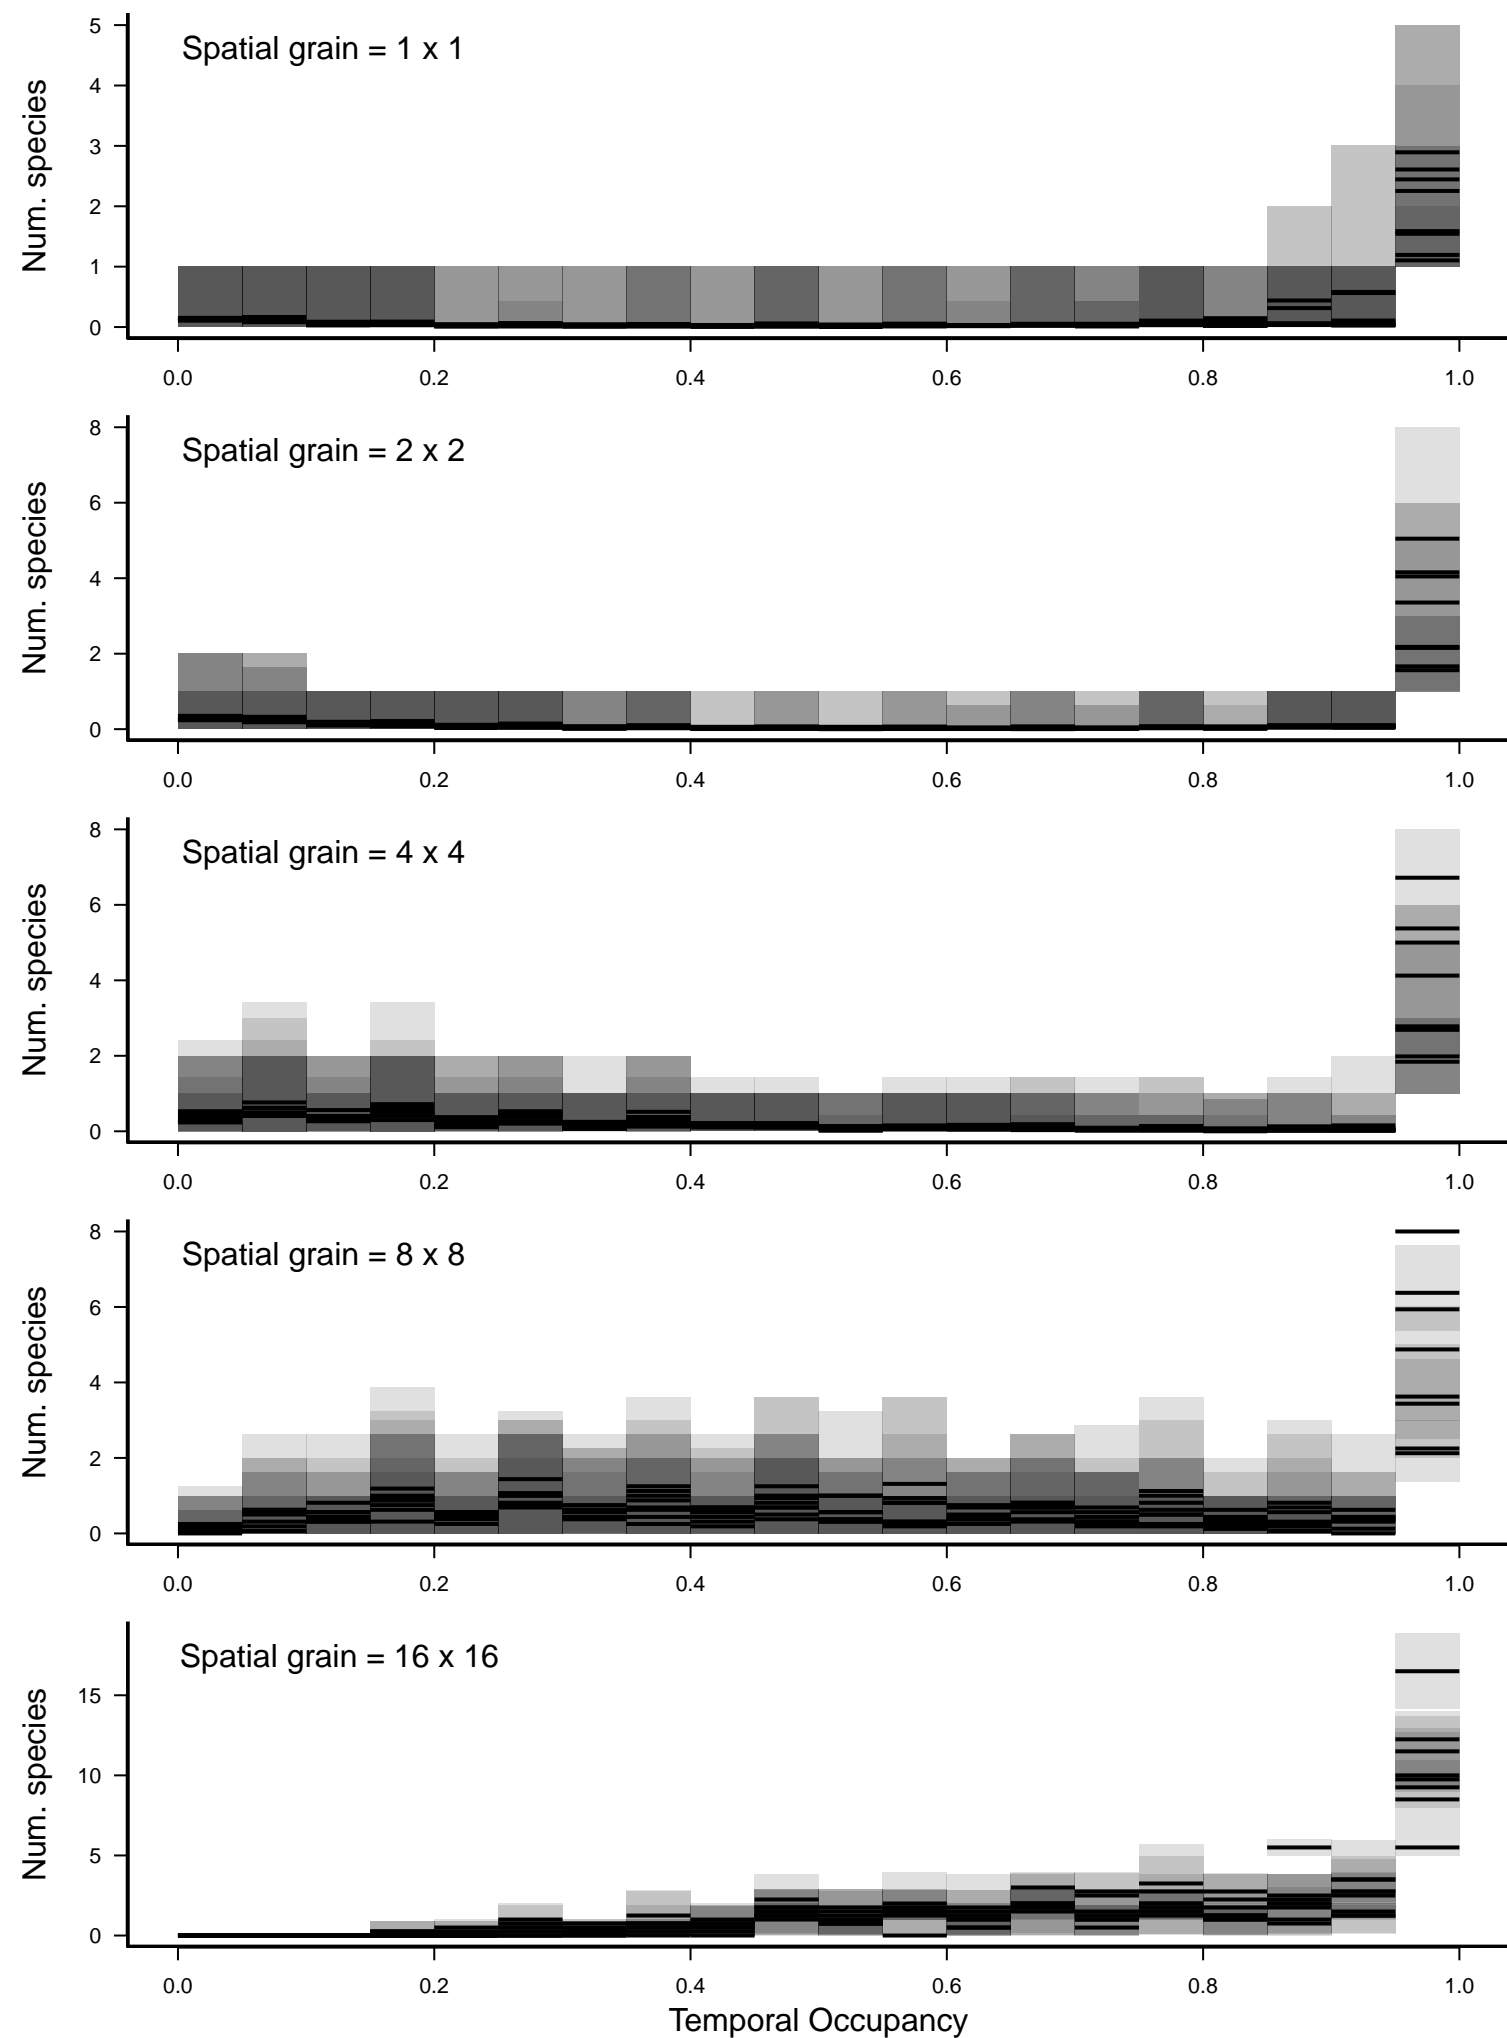 Spatial grain = 1 x 1
Num. species
5
4
3
2
1
0
0.0 0.2 0.4 0.6 0.8 1.0
Spatial grain = 2 x 2
Num. species
8
6
4
2
0
0.0 0.2 0.4 0.6 0.8 1.0
Spatial grain = 4 x 4
Num. species
8
6
4
2
0
0.0 0.2 0.4 0.6 0.8 1.0
Spatial grain = 8 x 8
Num. species
8
6
4
2
0
0.0 0.2 0.4 0.6 0.8 1.0
Spatial grain = 16 x 16
Num. species
15
10
5
0
0.0 0.2 0.4 0.6 0.8 1.0
Temporal Occupancy